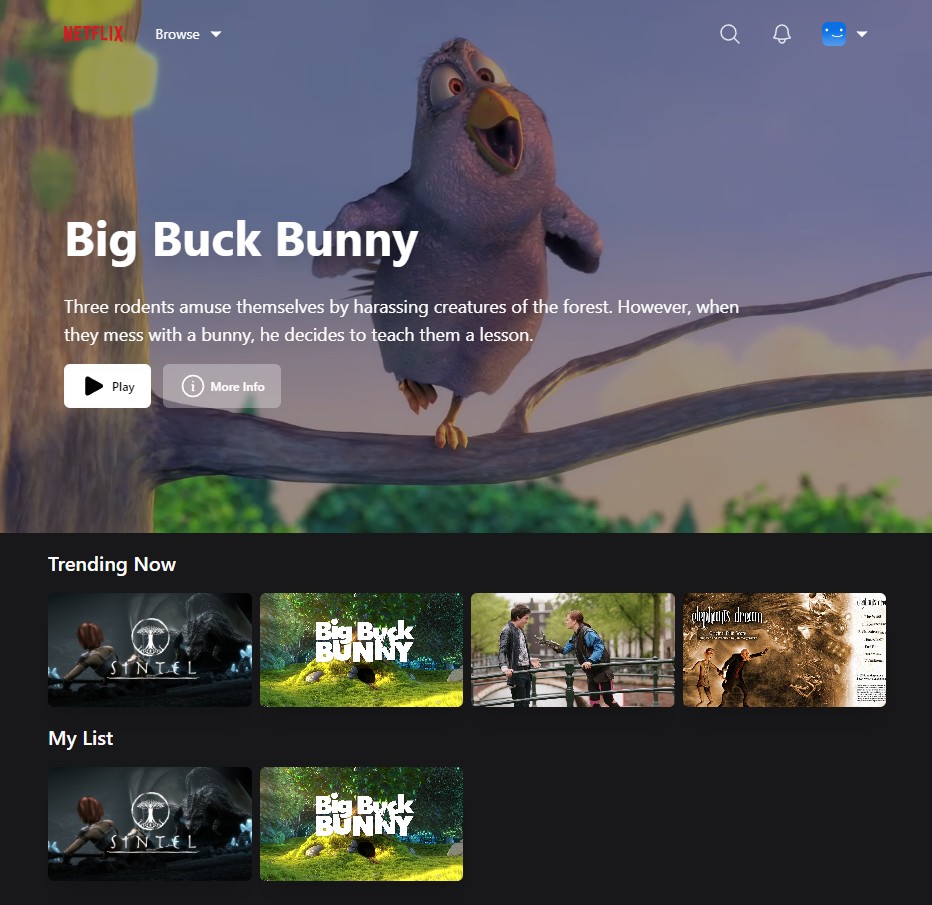 NETFLIX
Browse
Big Buck Bunny
Three rodents amuse themselves by harassing creatures of the forest. However, when
they mess with a bunny, he decides to teach them a lesson.
Play
More Info
Trending Now
SINTEL
Big Buck
BUNNY
elephants dream
My List
SINTEL
Big Buck
BUNNY